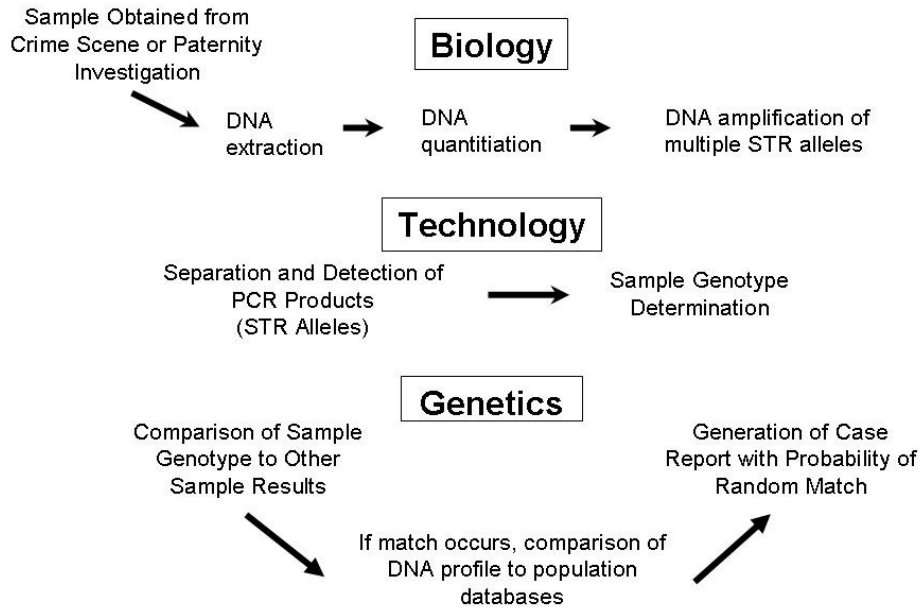 Sample Obtained from
Crime Scene or Paternity
Investigation
Biology
DNA
extraction
DNA
quantitiation
DNA amplification of
multiple STR alleles
Technology
Separation and Detection of
PCR Products
(STR Alleles)
Sample Genotype
Determination
Genetics
Comparison of Sample
Genotype to Other
Sample Results
Generation of Case
Report with Probability of
Random Match
If match occurs, comparison of
DNA profile to population
databases